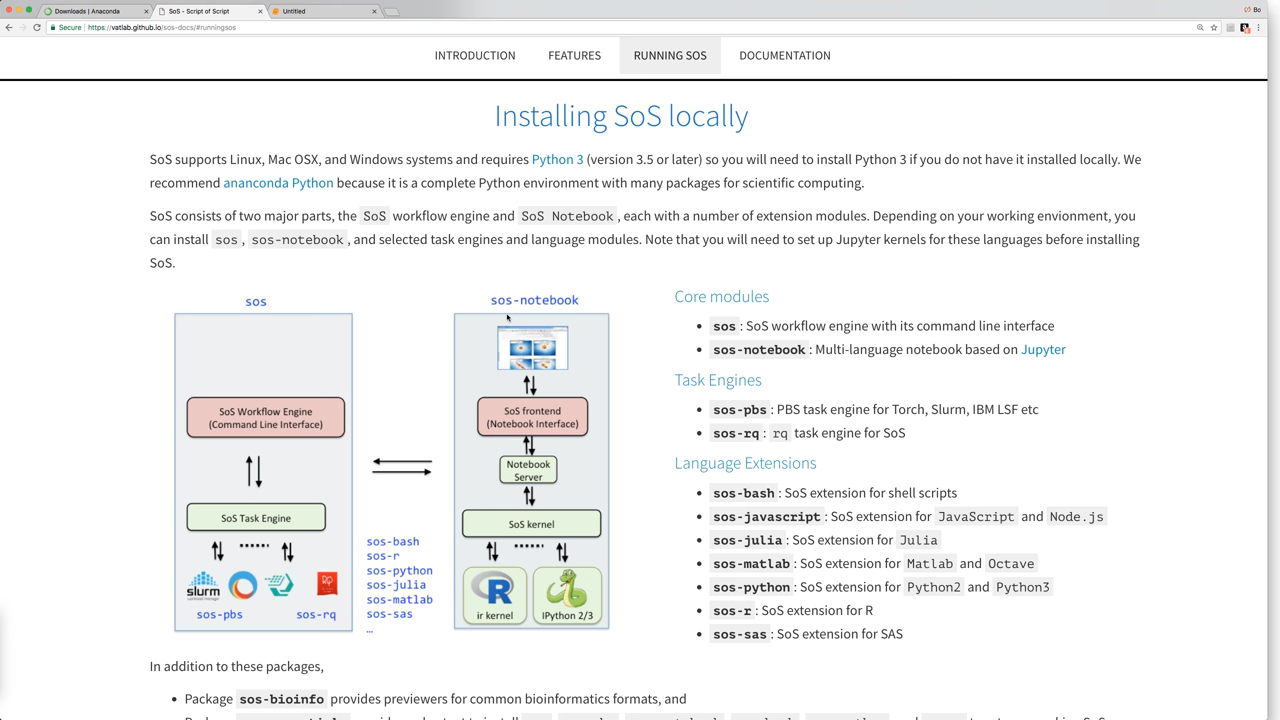 Downloads | Anaconda
SoS - Script of Script
Untitled
Bo
Secure https://vatlab.github.io/sos-docs/#runningsos
INTRODUCTION FEATURES RUNNING SOS DOCUMENTATION
Installing SoS locally
SoS supports Linux, Mac OSX, and Windows systems and requires Python 3 (version 3.5 or later) so you will need to install Python 3 if you do not have it installed locally. We
recommend ananconda Python because it is a complete Python environment with many packages for scientific computing.
SoS consists of two major parts, the SoS workflow engine and SoS Notebook, each with a number of extension modules. Depending on your working envionment, you
can install sos, sos-notebook, and selected task engines and language modules. Note that you will need to set up Jupyter kernels for these languages before installing
SoS.
sos
SoS Workflow Engine
(Command Line Interface)
SoS Task Engine
slurm
sos-pbs sos-rq
sos-bash
sos-r
sos-python
sos-julia
sos-matlab
sos-sas
...
sos-notebook
SoS frontend
(Notebook Interface)
Notebook
Server
SoS kernel
ir kernel
IPython 2/3
Core modules
• sos : SoS workflow engine with its command line interface
• sos-notebook : Multi-language notebook based on Jupyter
Task Engines
• sos-pbs : PBS task engine for Torch, Slurm, IBM LSF etc
• sos-rq : rq task engine for SoS
Language Extensions
• sos-bash : SoS extension for shell scripts
• sos-javascript : SoS extension for JavaScript and Node.js
• sos-julia : SoS extension for Julia
• sos-matlab : SoS extension for Matlab and Octave
• sos-python : SoS extension for Python2 and Python3
• sos-r : SoS extension for R
• sos-sas : SoS extension for SAS
In addition to these packages,
• Package sos-bioinfo provides previewers for common bioinformatics formats, and